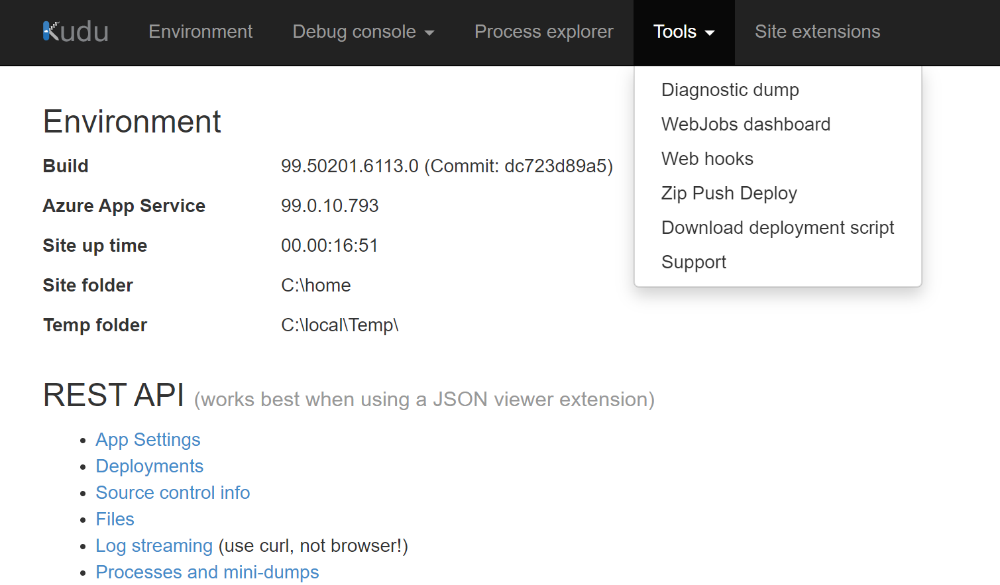 Kudu Environment Debug console Process explorer Tools Site extensions
Diagnostic dump
WebJobs dashboard
Web hooks
Zip Push Deploy
Download deployment script
Support
Environment
Build 99.50201.6113.0 (Commit: dc723d89a5)
Azure App Service 99.0.10.793
Site up time 00.00:16:51
Site folder C:\home
Temp folder C:\local\Temp\
REST API (works best when using a JSON viewer extension)
• App Settings
• Deployments
• Source control info
• Files
• Log streaming (use curl, not browser!)
• Processes and mini-dumps